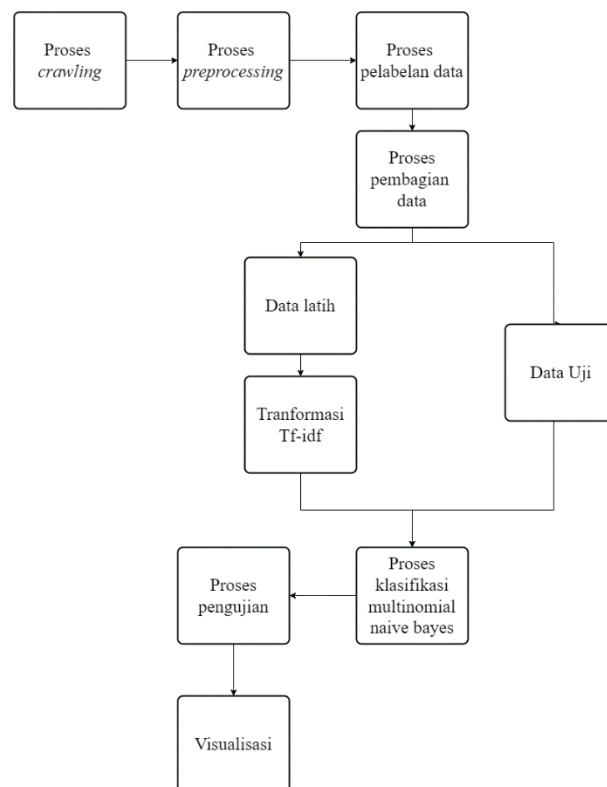 Proses
crawling
Proses
preprocessing
Proses
pelabelan data
Proses
pembagian
data
Data latih
Data Uji
Tranformasi
Tf-idf
Proses
klasifikasi
multinomial
naive bayes
Proses
pengujian
Visualisasi